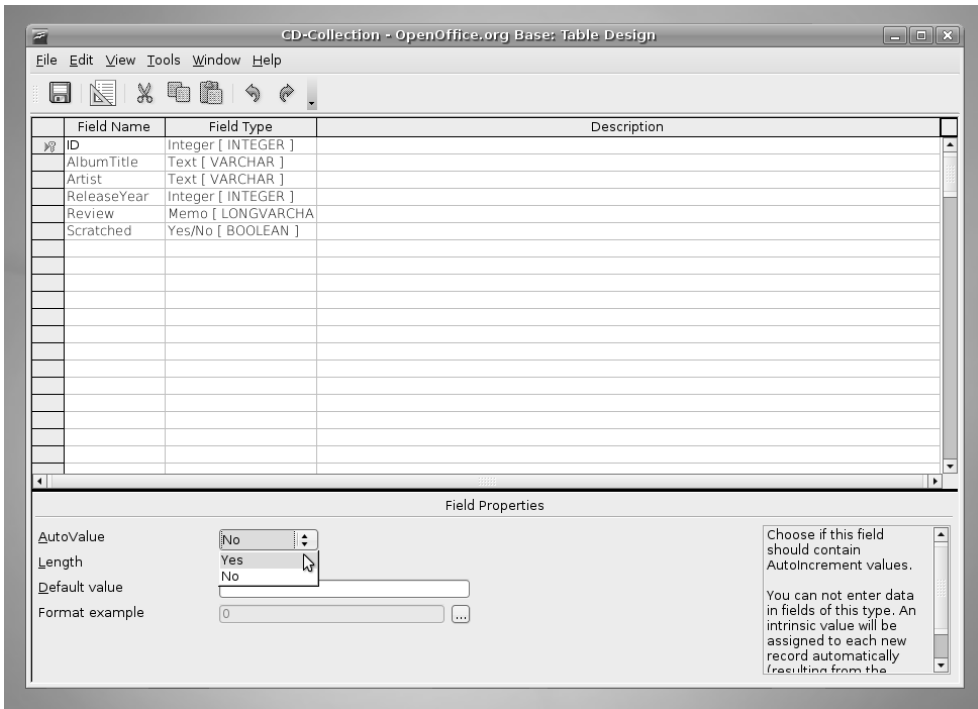 CD-Collection - OpenOffice.org Base: Table Design
File Edit View Tools Window Help
Field Name Field Type Description
ID Integer [ INTEGER ]
AlbumTitle Text [ VARCHAR ]
Artist Text [ VARCHAR ]
ReleaseYear Integer [ INTEGER ]
Review Memo [ LONGVARCHA
Scratched Yes/No [ BOOLEAN ]
Field Properties
AutoValue No
Yes
No
Length
Default value
Format example 0 ...
Choose if this field
should contain
AutoIncrement values.
You can not enter data
in fields of this type. An
intrinsic value will be
assigned to each new
record automatically
(resulting from the